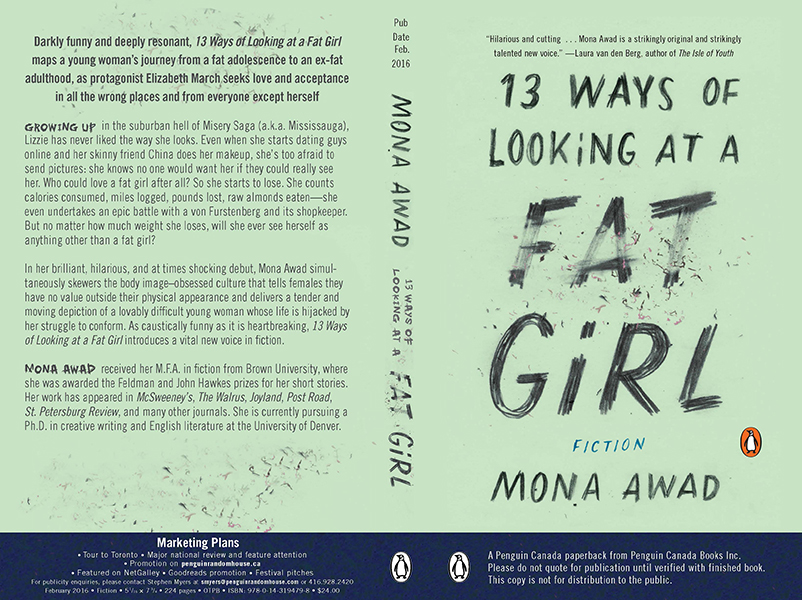 Darkly funny and deeply resonant, 13 Ways of Looking at a Fat Girl
maps a young woman's journey from a fat adolescence to an ex-fat
adulthood, as protagonist Elizabeth March seeks love and acceptance
in all the wrong places and from everyone except herself
GROWING UP in the suburban hell of Misery Saga (a.k.a. Mississauga),
Lizzie has never liked the way she looks. Even when she starts dating guys
online and her skinny friend China does her makeup, she's too afraid to
send pictures: she knows no one would want her if they could really see
her. Who could love a fat girl after all? So she starts to lose. She counts
calories consumed, miles logged, pounds lost, raw almonds eaten—she
even undertakes an epic battle with a von Furstenberg and its shopkeeper.
But no matter how much weight she loses, will she ever see herself as
anything other than a fat girl?
In her brilliant, hilarious, and at times shocking debut, Mona Awad simul-
taneously skewers the body image–obsessed culture that tells females they
have no value outside their physical appearance and delivers a tender and
moving depiction of a lovably difficult young woman whose life is hijacked by
her struggle to conform. As caustically funny as it is heartbreaking, 13 Ways
of Looking at a Fat Girl introduces a vital new voice in fiction.
MONA AWAD received her M.F.A. in fiction from Brown University, where
she was awarded the Feldman and John Hawkes prizes for her short stories.
Her work has appeared in McSweeney's, The Walrus, Joyland, Post Road,
St. Petersburg Review, and many other journals. She is currently pursuing a
Ph.D. in creative writing and English literature at the University of Denver.
Marketing Plans
• Tour to Toronto • Major national review and feature attention
• Promotion on penguinrandomhouse.ca
• Featured on NetGalley • Goodreads promotion • Festival pitches
For publicity enquiries, please contact Stephen Myers at smyers@penguinrandomhouse.com or 416.928.2420
February 2016 • Fiction • 5 1/16 x 7 3/4 • 224 pages • OTPB • ISBN: 978-0-14-319479-8 • $24.00
Pub
Date
Feb.
2016
MONA AWAD
13 WAYS OF
LOOKING AT A
FAT GIRL
"Hilarious and cutting . . . Mona Awad is a strikingly original and strikingly
talented new voice." —Laura van den Berg, author of The Isle of Youth
13 WAYS OF
LOOKING AT A
FAT
GIRL
FICTION
MONA AWAD
A Penguin Canada paperback from Penguin Canada Books Inc.
Please do not quote for publication until verified with finished book.
This copy is not for distribution to the public.